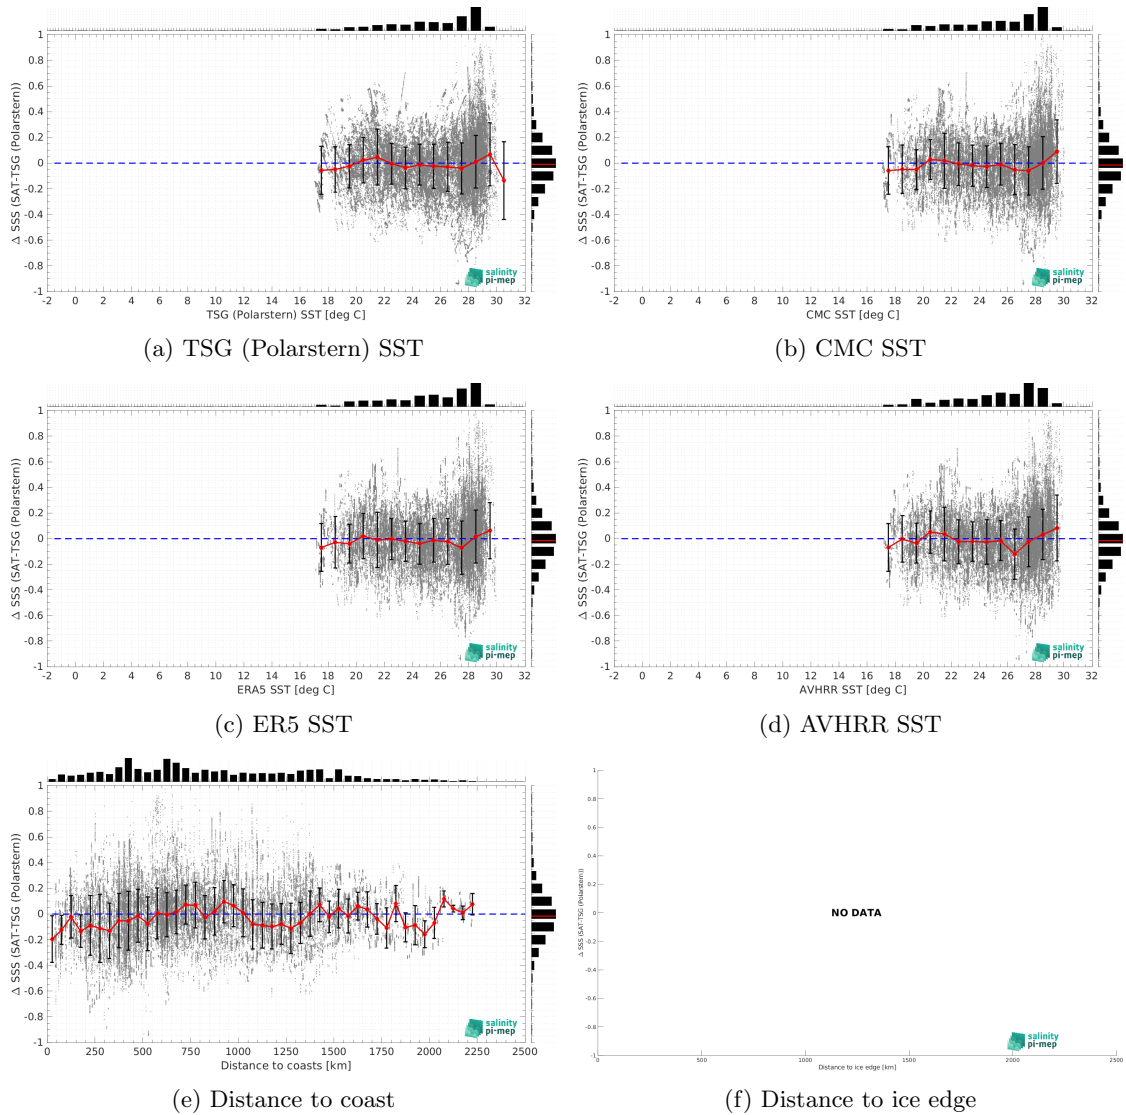 1
0.8
0.6
0.4
0.2
0
-0.2
-0.4
-0.6
-0.8
-1
Δ SSS (SAT-TSG (Polarstern))
-2 0 2 4 6 8 10 12 14 16 18 20 22 24 26 28 30 32
TSG (Polarstern) SST [deg C]
salinity
pi-mep
(a) TSG (Polarstern) SST
1
0.8
0.6
0.4
0.2
0
-0.2
-0.4
-0.6
-0.8
-1
Δ SSS (SAT-TSG (Polarstern))
-2 0 2 4 6 8 10 12 14 16 18 20 22 24 26 28 30 32
CMC SST [deg C]
salinity
pi-mep
(b) CMC SST
1
0.8
0.6
0.4
0.2
0
-0.2
-0.4
-0.6
-0.8
-1
Δ SSS (SAT-TSG (Polarstern))
-2 0 2 4 6 8 10 12 14 16 18 20 22 24 26 28 30 32
ERA5 SST [deg C]
salinity
pi-mep
(c) ER5 SST
1
0.8
0.6
0.4
0.2
0
-0.2
-0.4
-0.6
-0.8
-1
Δ SSS (SAT-TSG (Polarstern))
-2 0 2 4 6 8 10 12 14 16 18 20 22 24 26 28 30 32
AVHRR SST [deg C]
salinity
pi-mep
(d) AVHRR SST
1
0.8
0.6
0.4
0.2
0
-0.2
-0.4
-0.6
-0.8
-1
Δ SSS (SAT-TSG (Polarstern))
0 250 500 750 1000 1250 1500 1750 2000 2250 2500
Distance to coasts [km]
salinity
pi-mep
(e) Distance to coast
1
0.8
0.6
0.4
0.2
0
-0.2
-0.4
-0.6
-0.8
-1
Δ SSS (SAT-TSG (Polarstern))
NO DATA
0 500 1000 1500 2000 2500
Distance to ice edge [km]
salinity
pi-mep
(f) Distance to ice edge